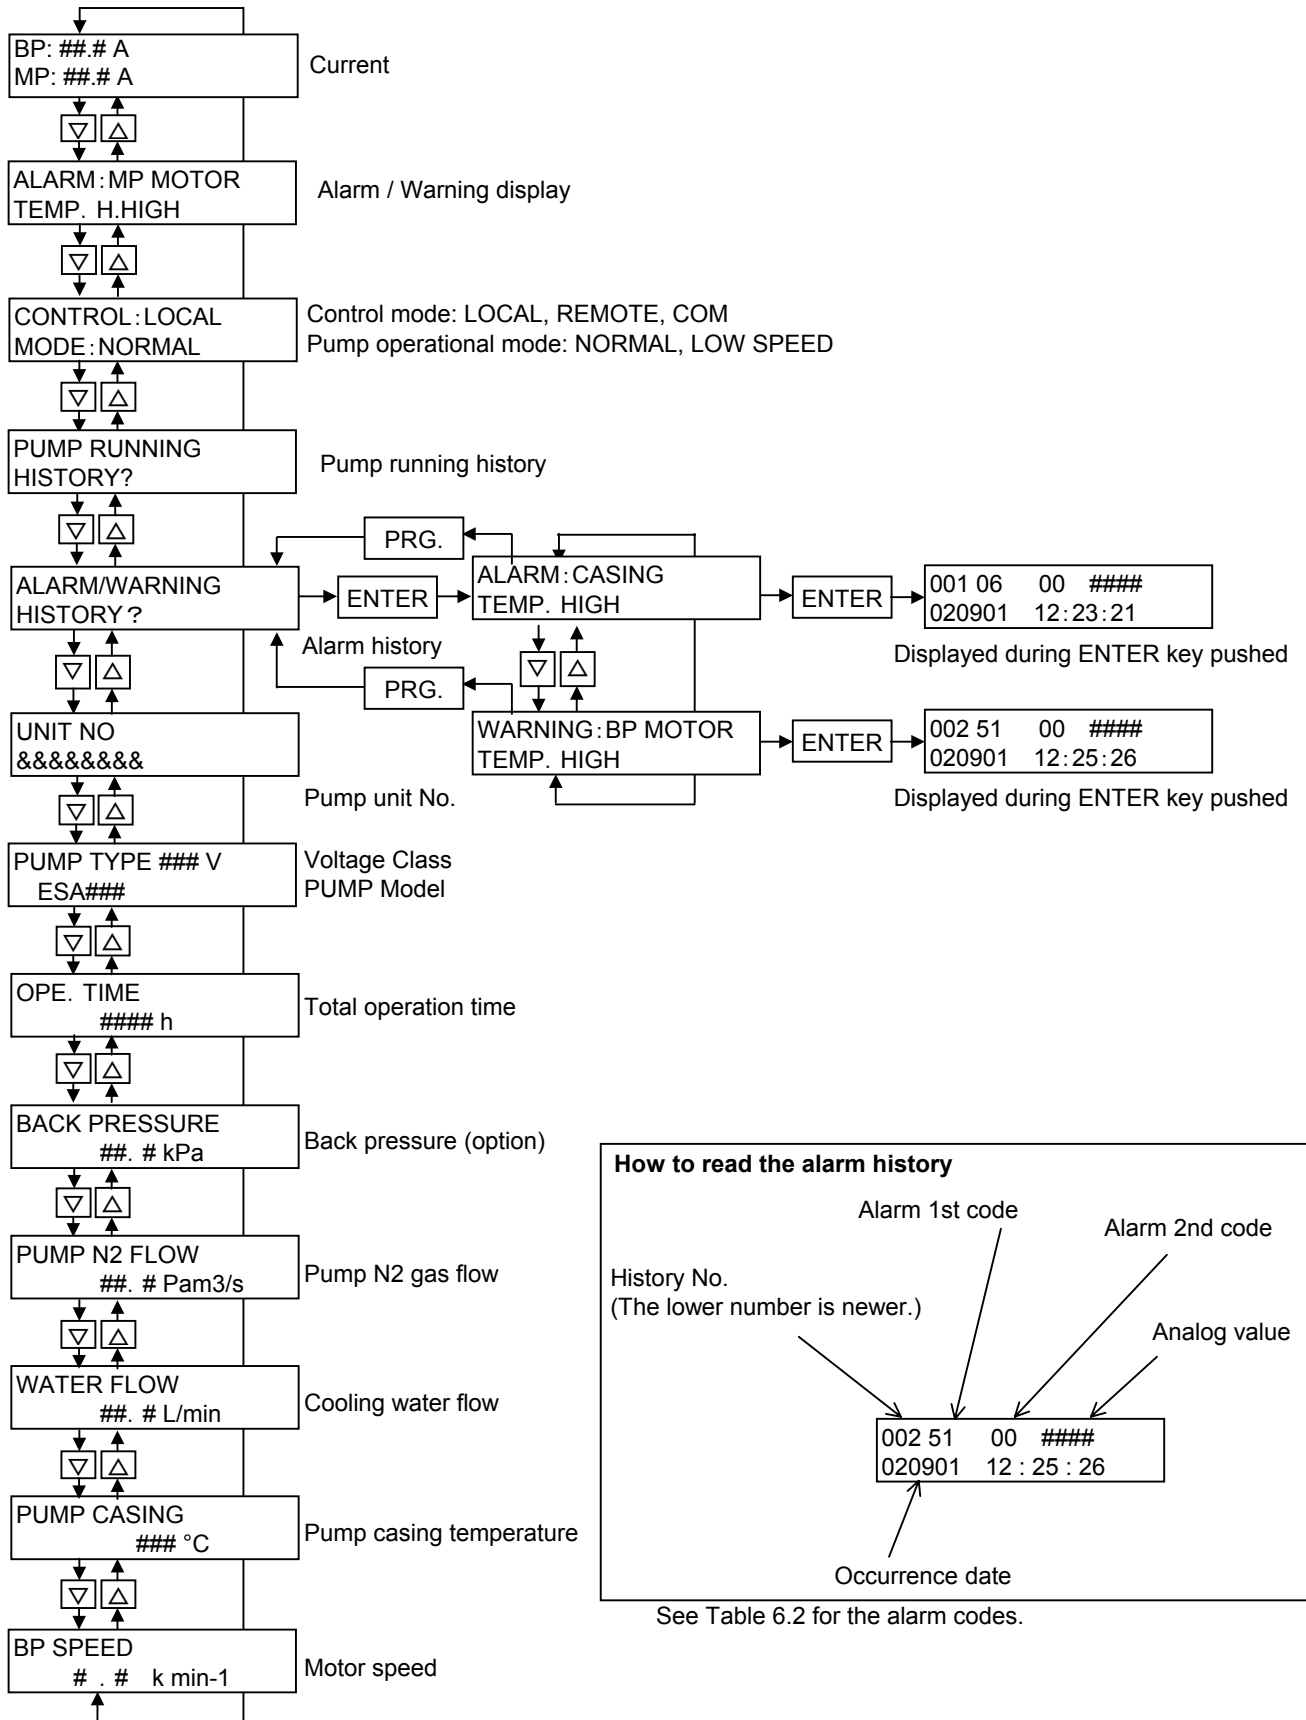 BP: ##.# A
MP: ##.# A
Current
▽ △
ALARM:MP MOTOR
TEMP. H.HIGH
Alarm / Warning display
▽ △
CONTROL:LOCAL
MODE:NORMAL
Control mode: LOCAL, REMOTE, COM
Pump operational mode: NORMAL, LOW SPEED
▽ △
PUMP RUNNING
HISTORY?
Pump running history
▽ △
ALARM/WARNING
HISTORY?
Alarm history
PRG.
ENTER
ALARM:CASING
TEMP. HIGH
ENTER
001 06 00 ####
020901 12:23:21
Displayed during ENTER key pushed
▽ △
PRG.
WARNING:BP MOTOR
TEMP. HIGH
ENTER
002 51 00 ####
020901 12:25:26
Displayed during ENTER key pushed
▽ △
UNIT NO
&&&&&&&&
Pump unit No.
▽ △
PUMP TYPE ### V
ESA###
Voltage Class
PUMP Model
▽ △
OPE. TIME
#### h
Total operation time
▽ △
BACK PRESSURE
##. # kPa
Back pressure (option)
▽ △
PUMP N2 FLOW
##. # Pam3/s
Pump N2 gas flow
▽ △
WATER FLOW
##. # L/min
Cooling water flow
▽ △
PUMP CASING
### °C
Pump casing temperature
▽ △
BP SPEED
# . # k min-1
Motor speed
How to read the alarm history
Alarm 1st code
Alarm 2nd code
History No.
(The lower number is newer.)
Analog value
002 51 00 ####
020901 12 : 25 : 26
Occurrence date
See Table 6.2 for the alarm codes.